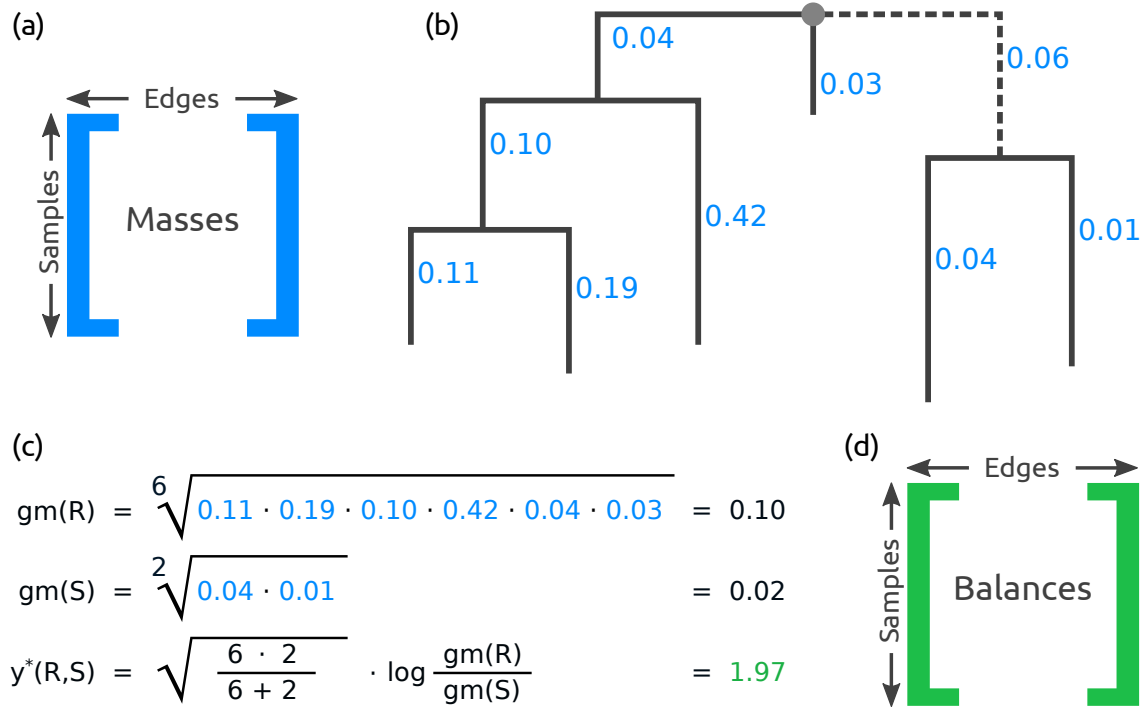 (a)
Edges
Samples
Masses
(b)
0.04
0.03
0.06
0.10
0.42
0.11
0.19
0.04
0.01
(c)
gm(R) = 6√ 0.11 · 0.19 · 0.10 · 0.42 · 0.04 · 0.03 = 0.10
gm(S) = 2√ 0.04 · 0.01 = 0.02
y*(R,S) = √ 6 · 2 / 6 + 2 · log gm(R) / gm(S) = 1.97
(d)
Edges
Samples
Balances